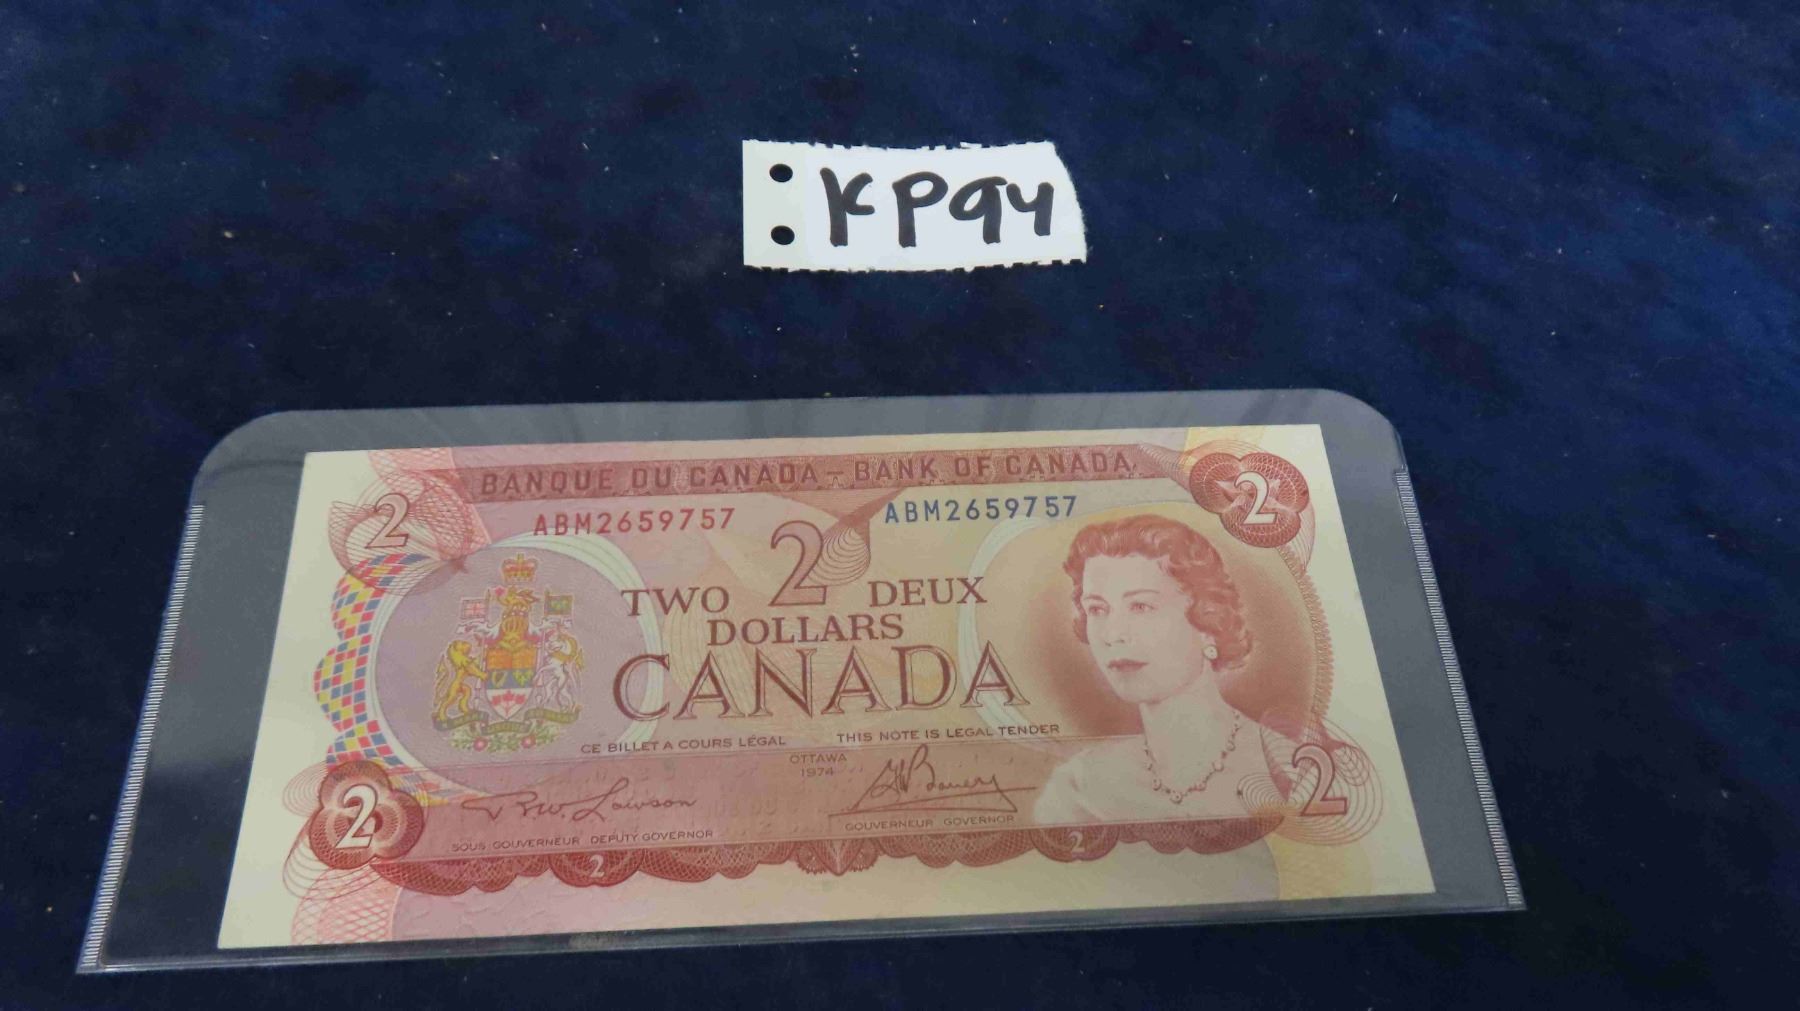 KP94
BANQUE DU CANADA – BANK OF CANADA
2
2
ABM2659757 ABM2659757
2
TWO DEUX
DOLLARS
CANADA
CE BILLET A COURS LÉGAL THIS NOTE IS LEGAL TENDER
OTTAWA
1974
R.W. Lawson
SOUS GOUVERNEUR DEPUTY GOVERNOR
GOUVERNEUR GOVERNOR
2
2
2
2